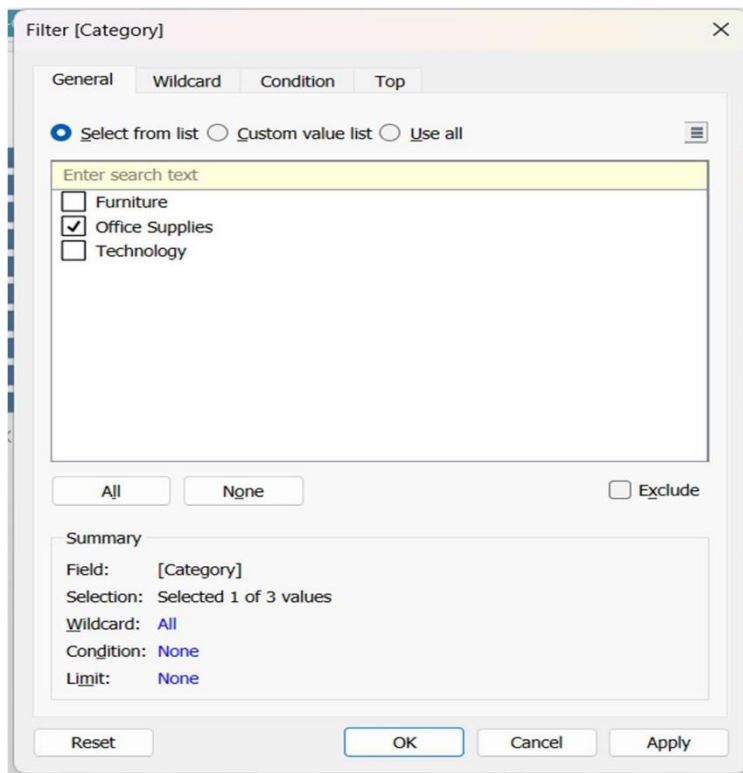 Filter [Category]
General Wildcard Condition Top
Select from list Custom value list Use all
Enter search text
Furniture
Office Supplies
Technology
All None Exclude
Summary
Field: [Category]
Selection: Selected 1 of 3 values
Wildcard: All
Condition: None
Limit: None
Reset OK Cancel Apply